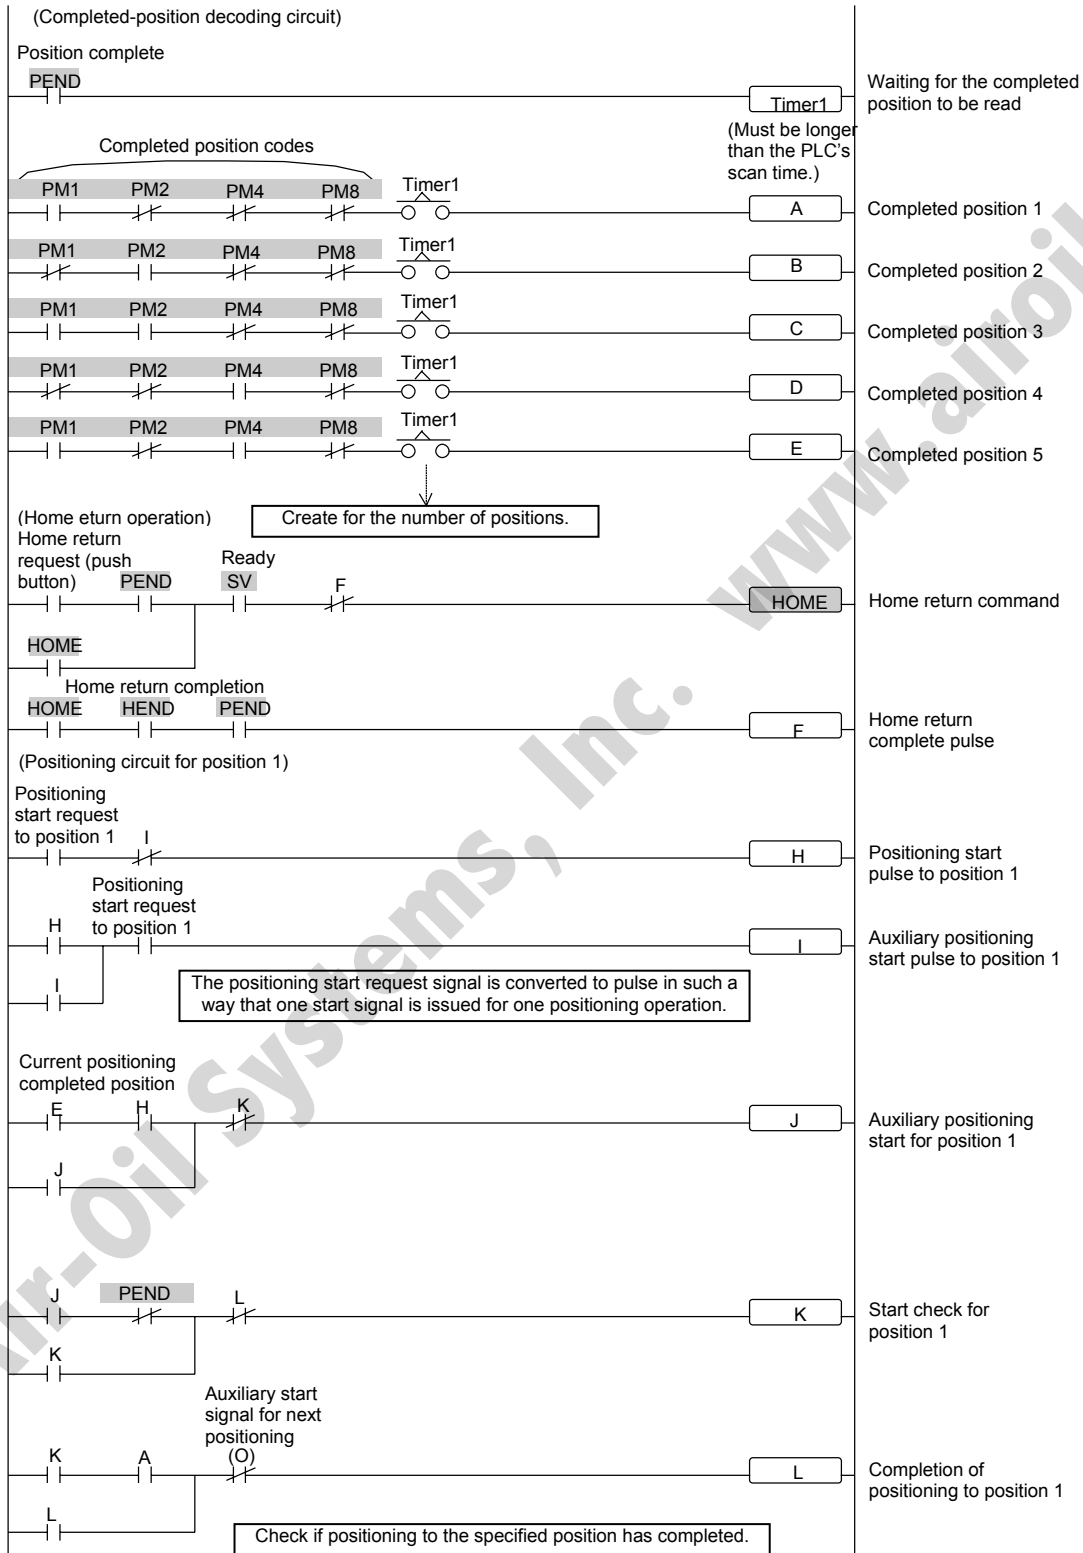 (Completed-position decoding circuit)
Position complete
PEND
Timer1
Waiting for the completed
position to be read
(Must be longer
than the PLC's
scan time.)
Completed position codes
PM1 PM2 PM4 PM8 Timer1
A
Completed position 1
PM1 PM2 PM4 PM8 Timer1
B
Completed position 2
PM1 PM2 PM4 PM8 Timer1
C
Completed position 3
PM1 PM2 PM4 PM8 Timer1
D
Completed position 4
PM1 PM2 PM4 PM8 Timer1
E
Completed position 5
Create for the number of positions.
(Home eturn operation)
Home return
request (push
button)
PEND
Ready
SV
F
HOME
Home return command
HOME
Home return completion
HOME HEND PEND
F
Home return
complete pulse
(Positioning circuit for position 1)
Positioning
start request
to position 1
I
H
Positioning start
pulse to position 1
Positioning
start request
to position 1
H
I
Auxiliary positioning
start pulse to position 1
I
The positioning start request signal is converted to pulse in such a
way that one start signal is issued for one positioning operation.
Current positioning
completed position
E H K
J
Auxiliary positioning
start for position 1
J
J PEND L
K
Start check for
position 1
K
Auxiliary start
signal for next
positioning
K A (O)
L
Completion of
positioning to position 1
L
Check if positioning to the specified position has completed.
Air-Oil Systems, Inc. www.airoil